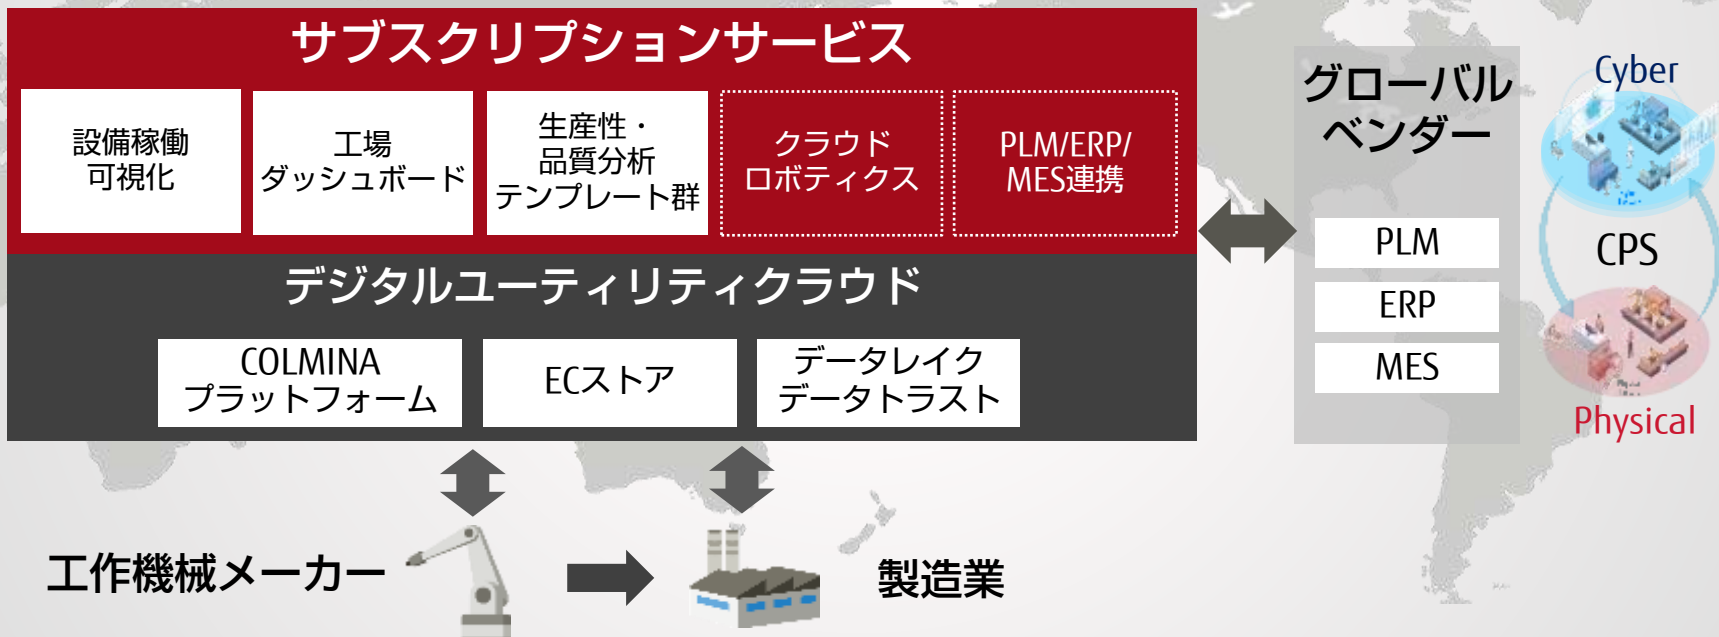 サブスクリプションサービス
設備稼働
可視化
工場
ダッシュボード
生産性・
品質分析
テンプレート群
クラウド
ロボティクス
PLM/ERP/
MES連携
デジタルユーティリティクラウド
COLMINA
プラットフォーム
ECストア
データレイク
データトラスト
グローバル
ベンダー
PLM
ERP
MES
Cyber
CPS
Physical
工作機械メーカー
製造業